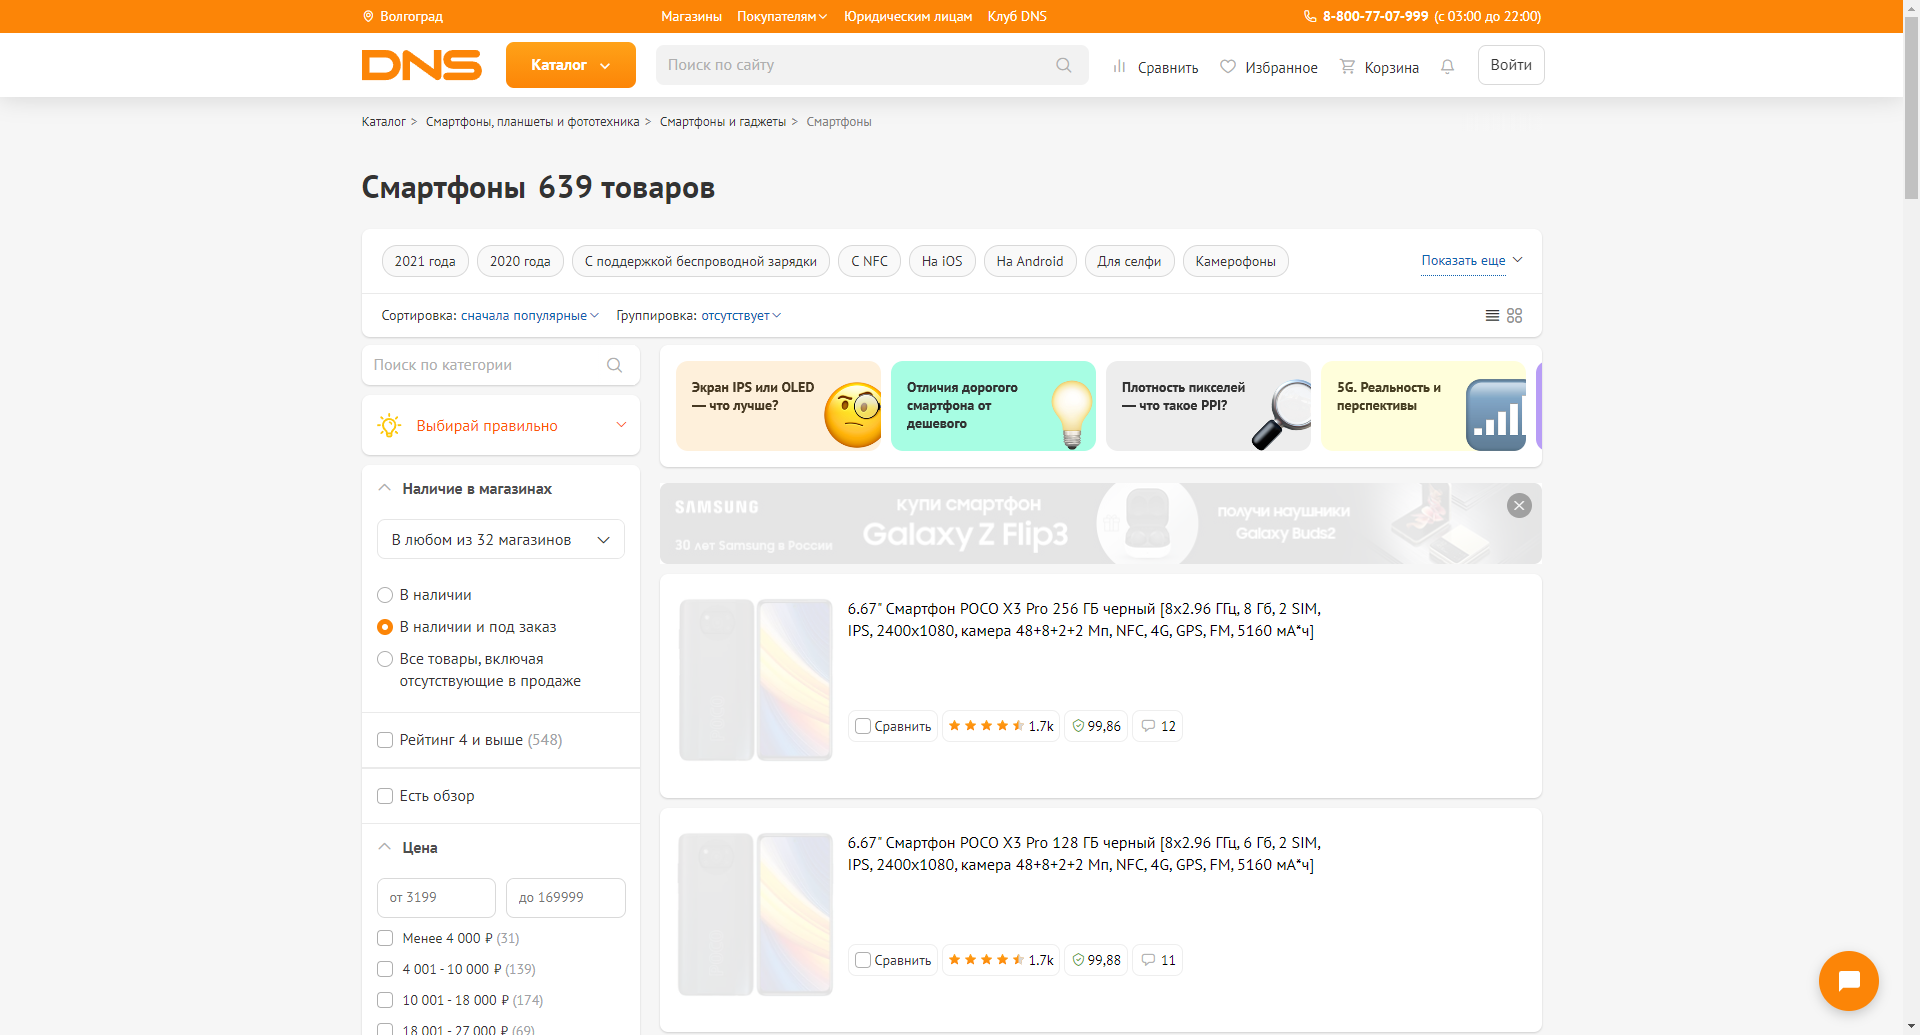 Волгоград
Магазины Покупателям Юридическим лицам Клуб DNS
8-800-77-07-999 (с 03:00 до 22:00)
DNS
Каталог
Поиск по сайту
Сравнить
Избранное
Корзина
Войти
Каталог > Смартфоны, планшеты и фототехника > Смартфоны и гаджеты > Смартфоны
Смартфоны 639 товаров
2021 года
2020 года
С поддержкой беспроводной зарядки
С NFC
На iOS
На Android
Для селфи
Камерофоны
Показать еще
Сортировка: сначала популярные
Группировка: отсутствует
Поиск по категории
Выбирай правильно
Наличие в магазинах
В любом из 32 магазинов
В наличии
В наличии и под заказ
Все товары, включая
отсутствующие в продаже
Рейтинг 4 и выше (548)
Есть обзор
Цена
от 3199
до 169999
Менее 4 000 ₽ (31)
4 001 - 10 000 ₽ (139)
10 001 - 18 000 ₽ (174)
18 001 - 27 000 ₽ (69)
Экран IPS или OLED
— что лучше?
Отличия дорогого
смартфона от
дешевого
Плотность пикселей
— что такое PPI?
5G. Реальность и
перспективы
SAMSUNG
30 лет Samsung в России
купи смартфон
Galaxy Z Flip3
получи наушники
Galaxy Buds2
6.67" Смартфон POCO X3 Pro 256 ГБ черный [8x2.96 ГГц, 8 Гб, 2 SIM,
IPS, 2400x1080, камера 48+8+2+2 Мп, NFC, 4G, GPS, FM, 5160 мА*ч]
Сравнить
1.7k
99,86
12
6.67" Смартфон POCO X3 Pro 128 ГБ черный [8x2.96 ГГц, 6 Гб, 2 SIM,
IPS, 2400x1080, камера 48+8+2+2 Мп, NFC, 4G, GPS, FM, 5160 мА*ч]
Сравнить
1.7k
99,88
11